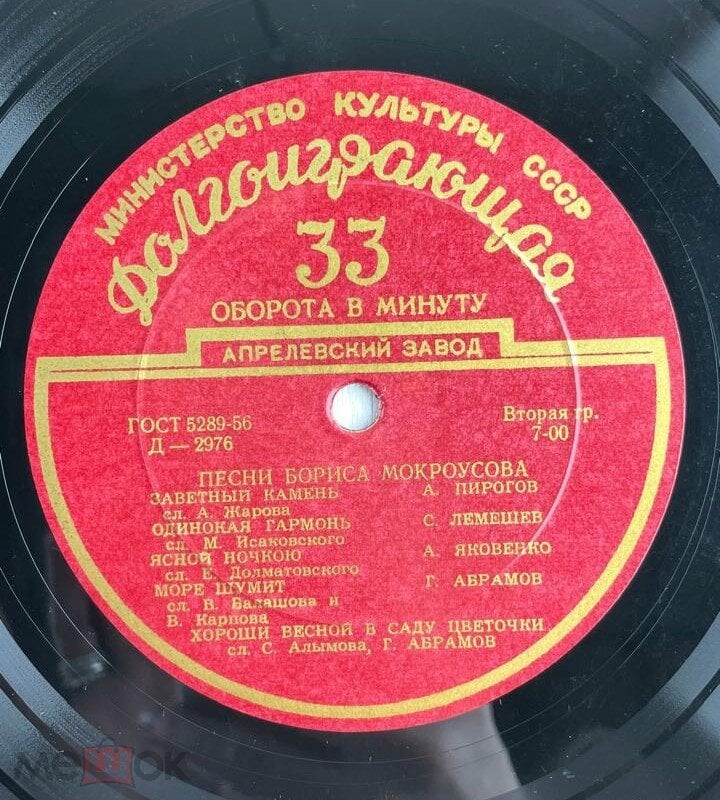 МИНИСТЕРСТВО КУЛЬТУРЫ СССР
Долгоиграющая
33
ОБОРОТА В МИНУТУ
АПРЕЛЕВСКИЙ ЗАВОД
ГОСТ 5289-56
Д — 2976
Вторая гр.
7-00
ПЕСНИ БОРИСА МОКРОУСОВА
ЗАВЕТНЫЙ КАМЕНЬ А. ПИРОГОВ
сл. А. Жарова
ОДИНОКАЯ ГАРМОНЬ С. ЛЕМЕШЕВ
сл. М. Исаковского
ЯСНОЙ НОЧКОЮ А. ЯКОВЕНКО
сл. Е. Долматовского
МОРЕ ШУМИТ Г. АБРАМОВ
сл. В. Балашова и
В. Карпова
ХОРОШИ ВЕСНОЙ В САДУ ЦВЕТОЧКИ
сл. С. Алымова, Г. АБРАМОВ
мешок